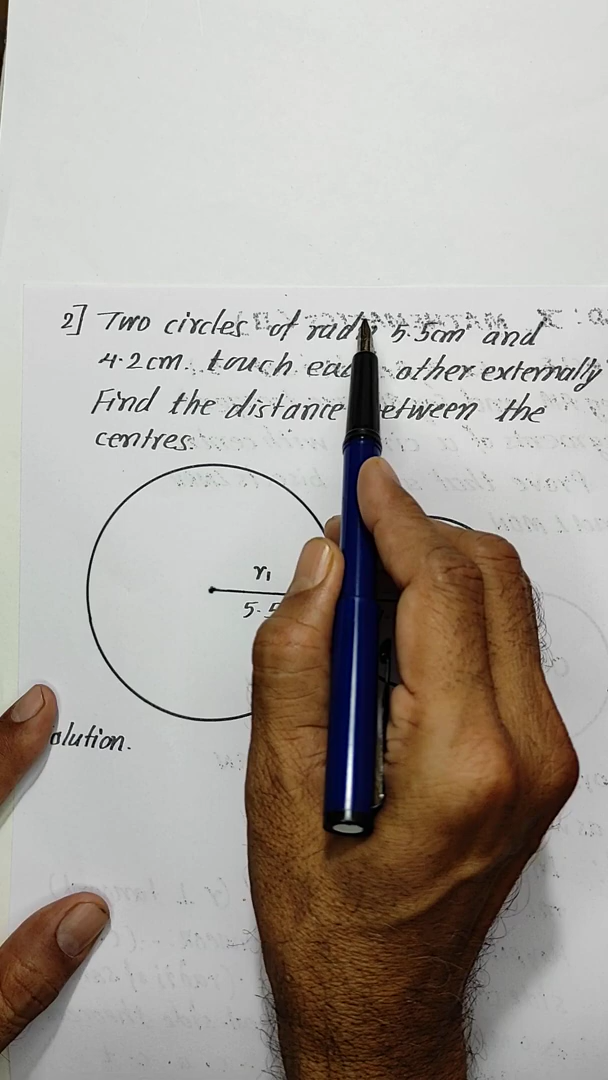 2] Two circles of radii 5.5cm and
4.2cm. touch each other externally
Find the distance between the
centres.
r₁
5.5
olution.